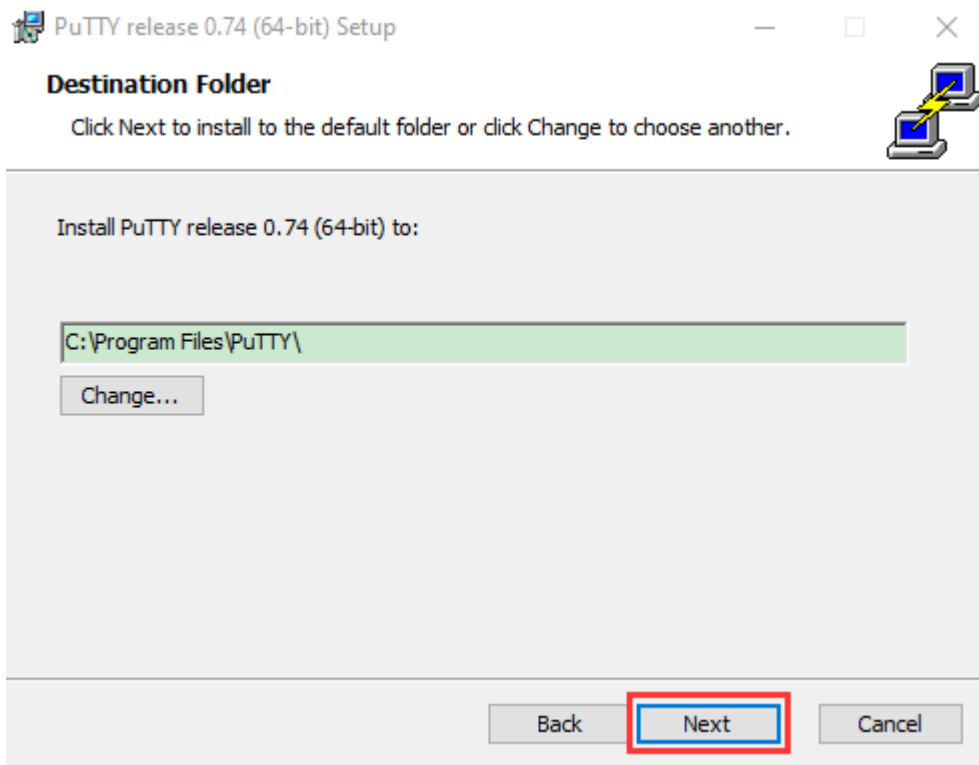 PuTTY release 0.74 (64-bit) Setup
Destination Folder
Click Next to install to the default folder or click Change to choose another.
Install PuTTY release 0.74 (64-bit) to:
C:\Program Files\PuTTY\
Change...
Back Next Cancel